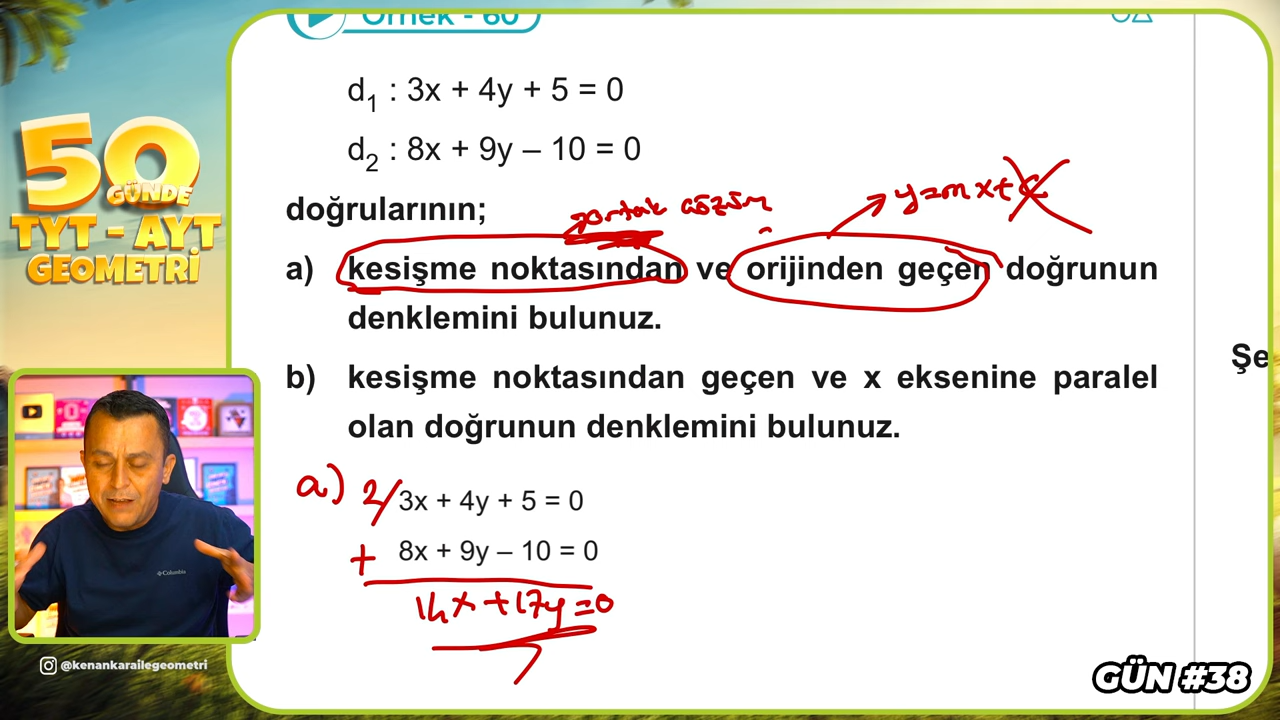 Örnek - 60
d1 : 3x + 4y + 5 = 0
d2 : 8x + 9y – 10 = 0
doğrularının;
ortak çözüm
y=mx+c
a) kesişme noktasından ve orijinden geçen doğrunun
denklemini bulunuz.
b) kesişme noktasından geçen ve x eksenine paralel
olan doğrunun denklemini bulunuz.
a) 2/ 3x + 4y + 5 = 0
+ 8x + 9y – 10 = 0
14x+17y=0
Şe
50
GÜNDE
TYT - AYT
GEOMETRİ
Columbia
@kenankarailegeometri
GÜN #38